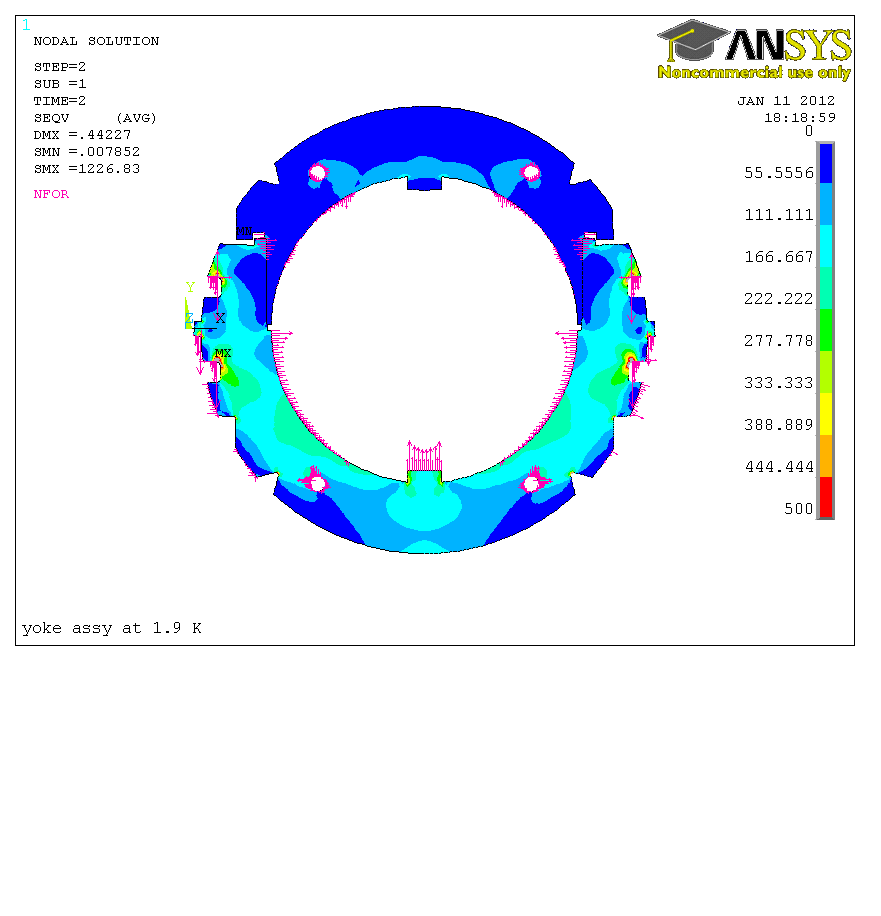 1
NODAL SOLUTION
STEP=2
SUB =1
TIME=2
SEQV (AVG)
DMX =.44227
SMN =.007852
SMX =1226.83
NFOR
ANSYS
Noncommercial use only
JAN 11 2012
18:18:59
0
55.5556
111.111
166.667
222.222
277.778
333.333
388.889
444.444
500
MN
Y
Z X
MX
yoke assy at 1.9 K